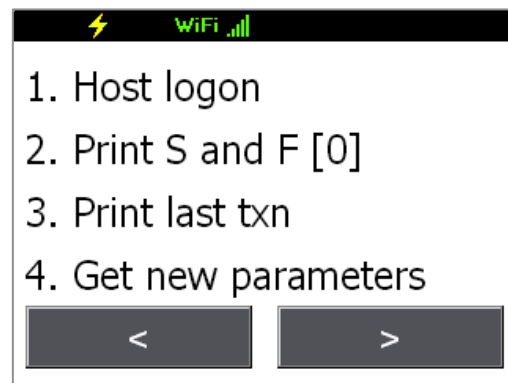 WiFi
1. Host logon
2. Print S and F [0]
3. Print last txn
4. Get new parameters
< >